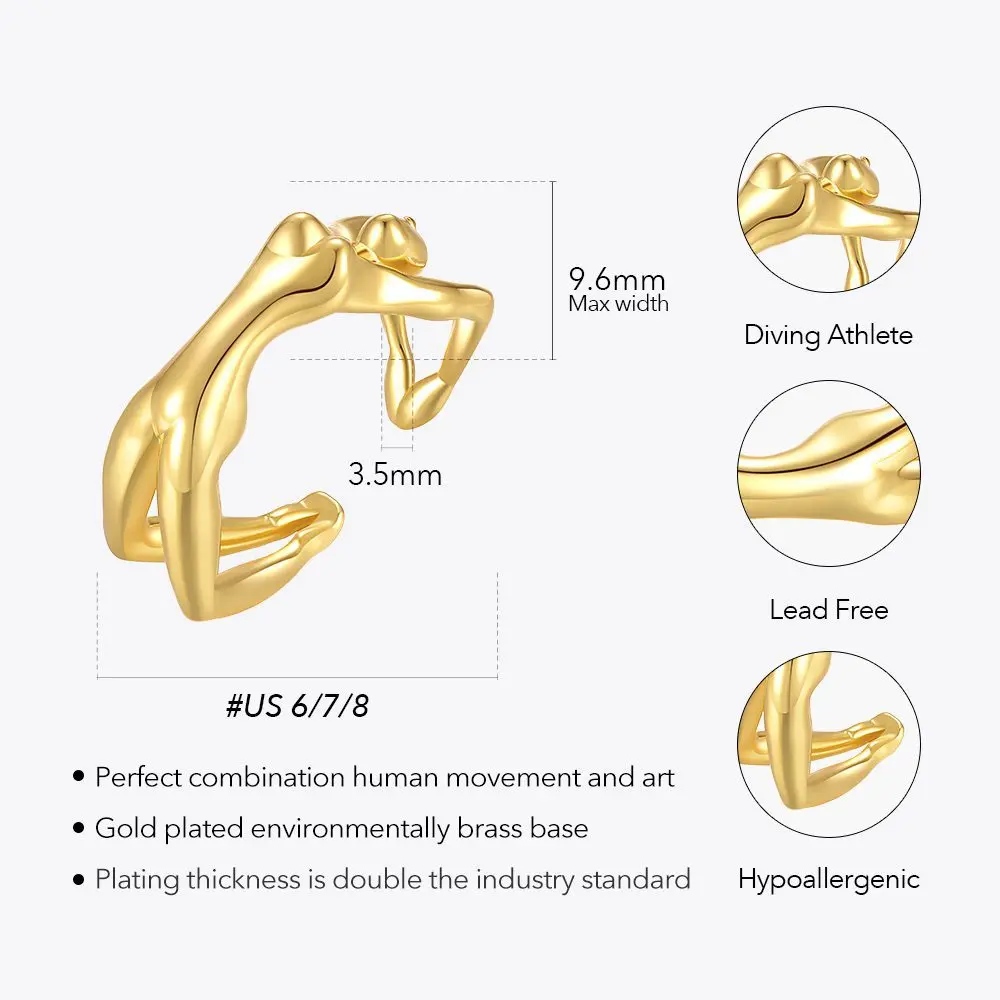 9.6mm
Max width
Diving Athlete
3.5mm
Lead Free
#US 6/7/8
• Perfect combination human movement and art
• Gold plated environmentally brass base
• Plating thickness is double the industry standard
Hypoallergenic